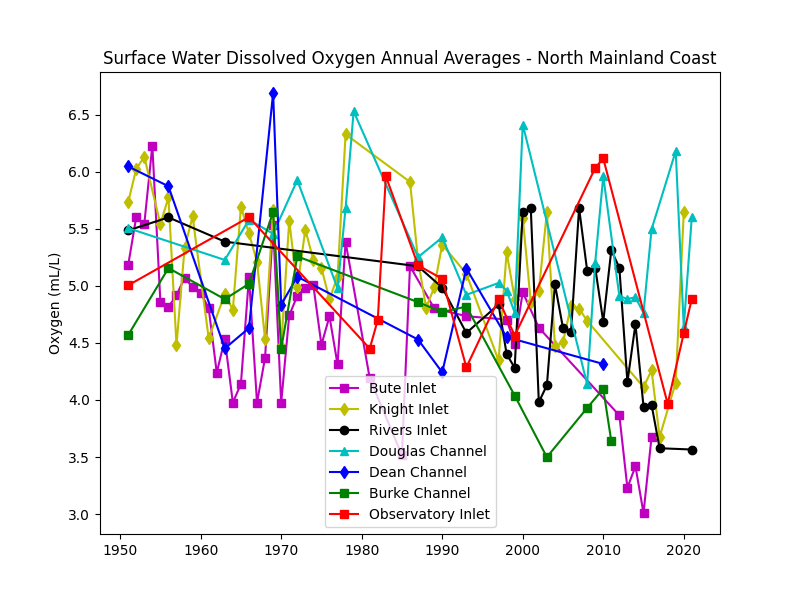 Surface Water Dissolved Oxygen Annual Averages - North Mainland Coast
Oxygen (mL/L)
6.5
6.0
5.5
5.0
4.5
4.0
3.5
3.0
Bute Inlet
Knight Inlet
Rivers Inlet
Douglas Channel
Dean Channel
Burke Channel
Observatory Inlet
1950 1960 1970 1980 1990 2000 2010 2020